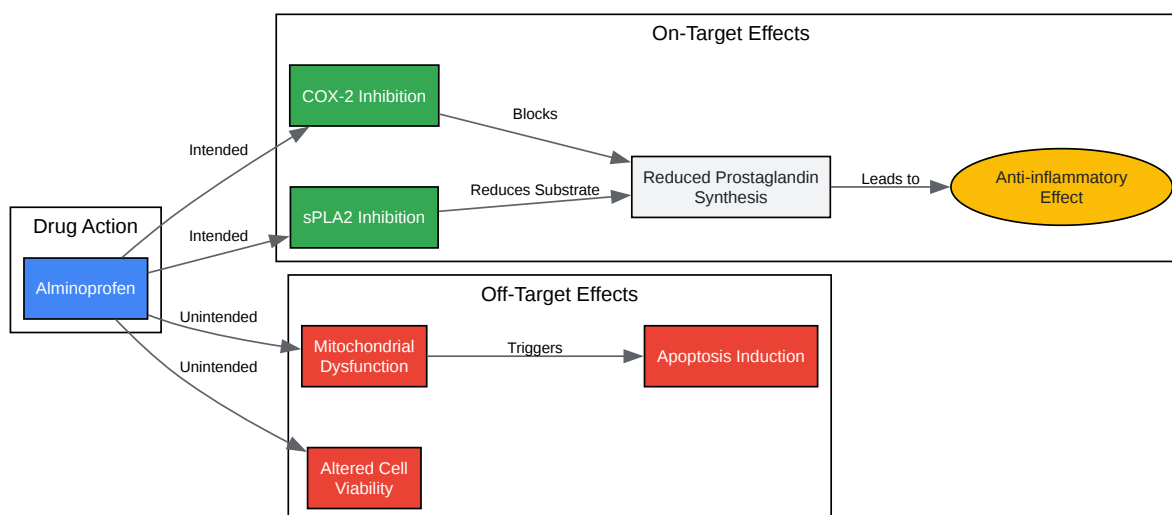 On-Target Effects
COX-2 Inhibition
Blocks
Intended
Reduced Prostaglandin
Synthesis
Leads to
Anti-inflammatory
Effect
Reduces Substrate
sPLA2 Inhibition
Drug Action
Intended
Alminoprofen
Off-Target Effects
Unintended
Mitochondrial
Dysfunction
Triggers
Apoptosis Induction
Unintended
Altered Cell
Viability